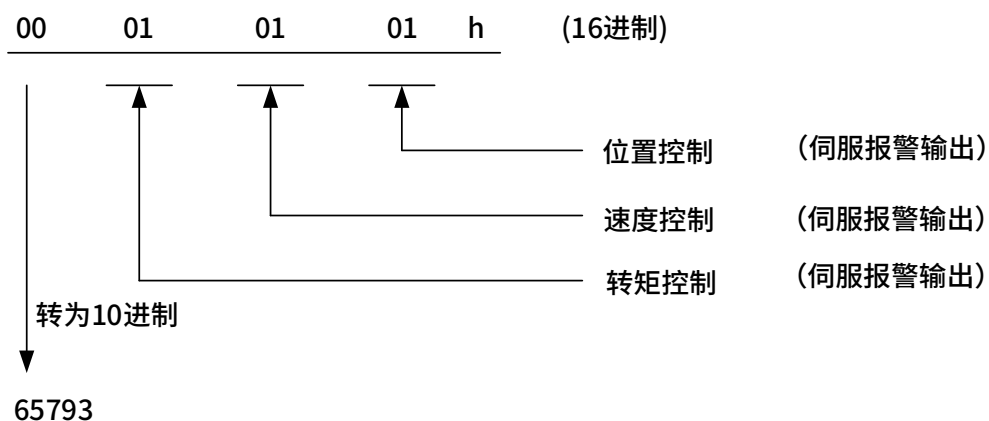 00 01 01 01 h (16进制)
位置控制 （伺服报警输出）
速度控制 （伺服报警输出）
转矩控制 （伺服报警输出）
转为10进制
65793